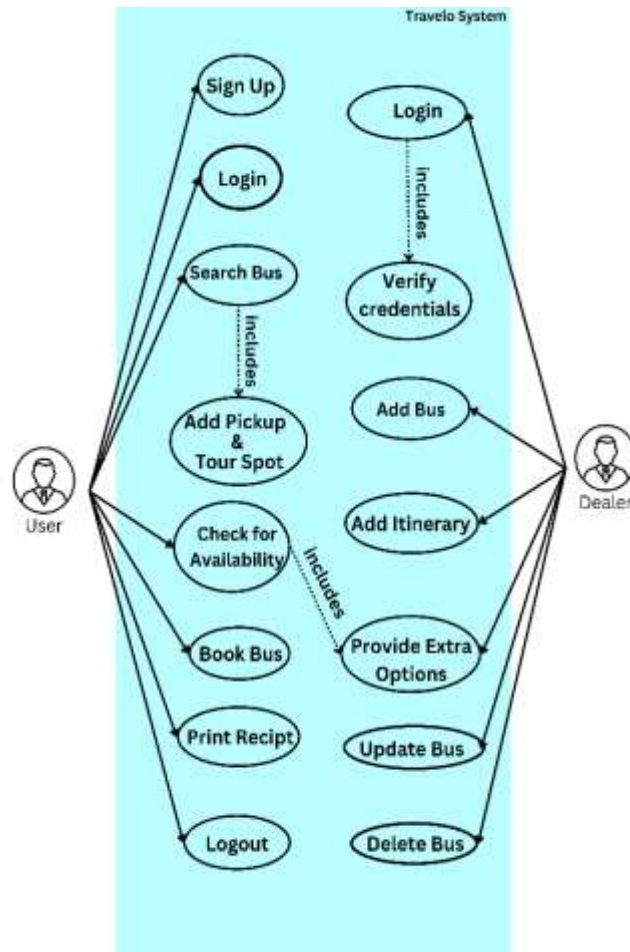 Travelo System
Sign Up
Login
Login
includes
Search Bus
Verify
credentials
includes
Add Pickup
&
Tour Spot
Add Bus
User
Dealer
Check for
Availability
Add Itinerary
includes
Book Bus
Provide Extra
Options
Print Recipt
Update Bus
Logout
Delete Bus